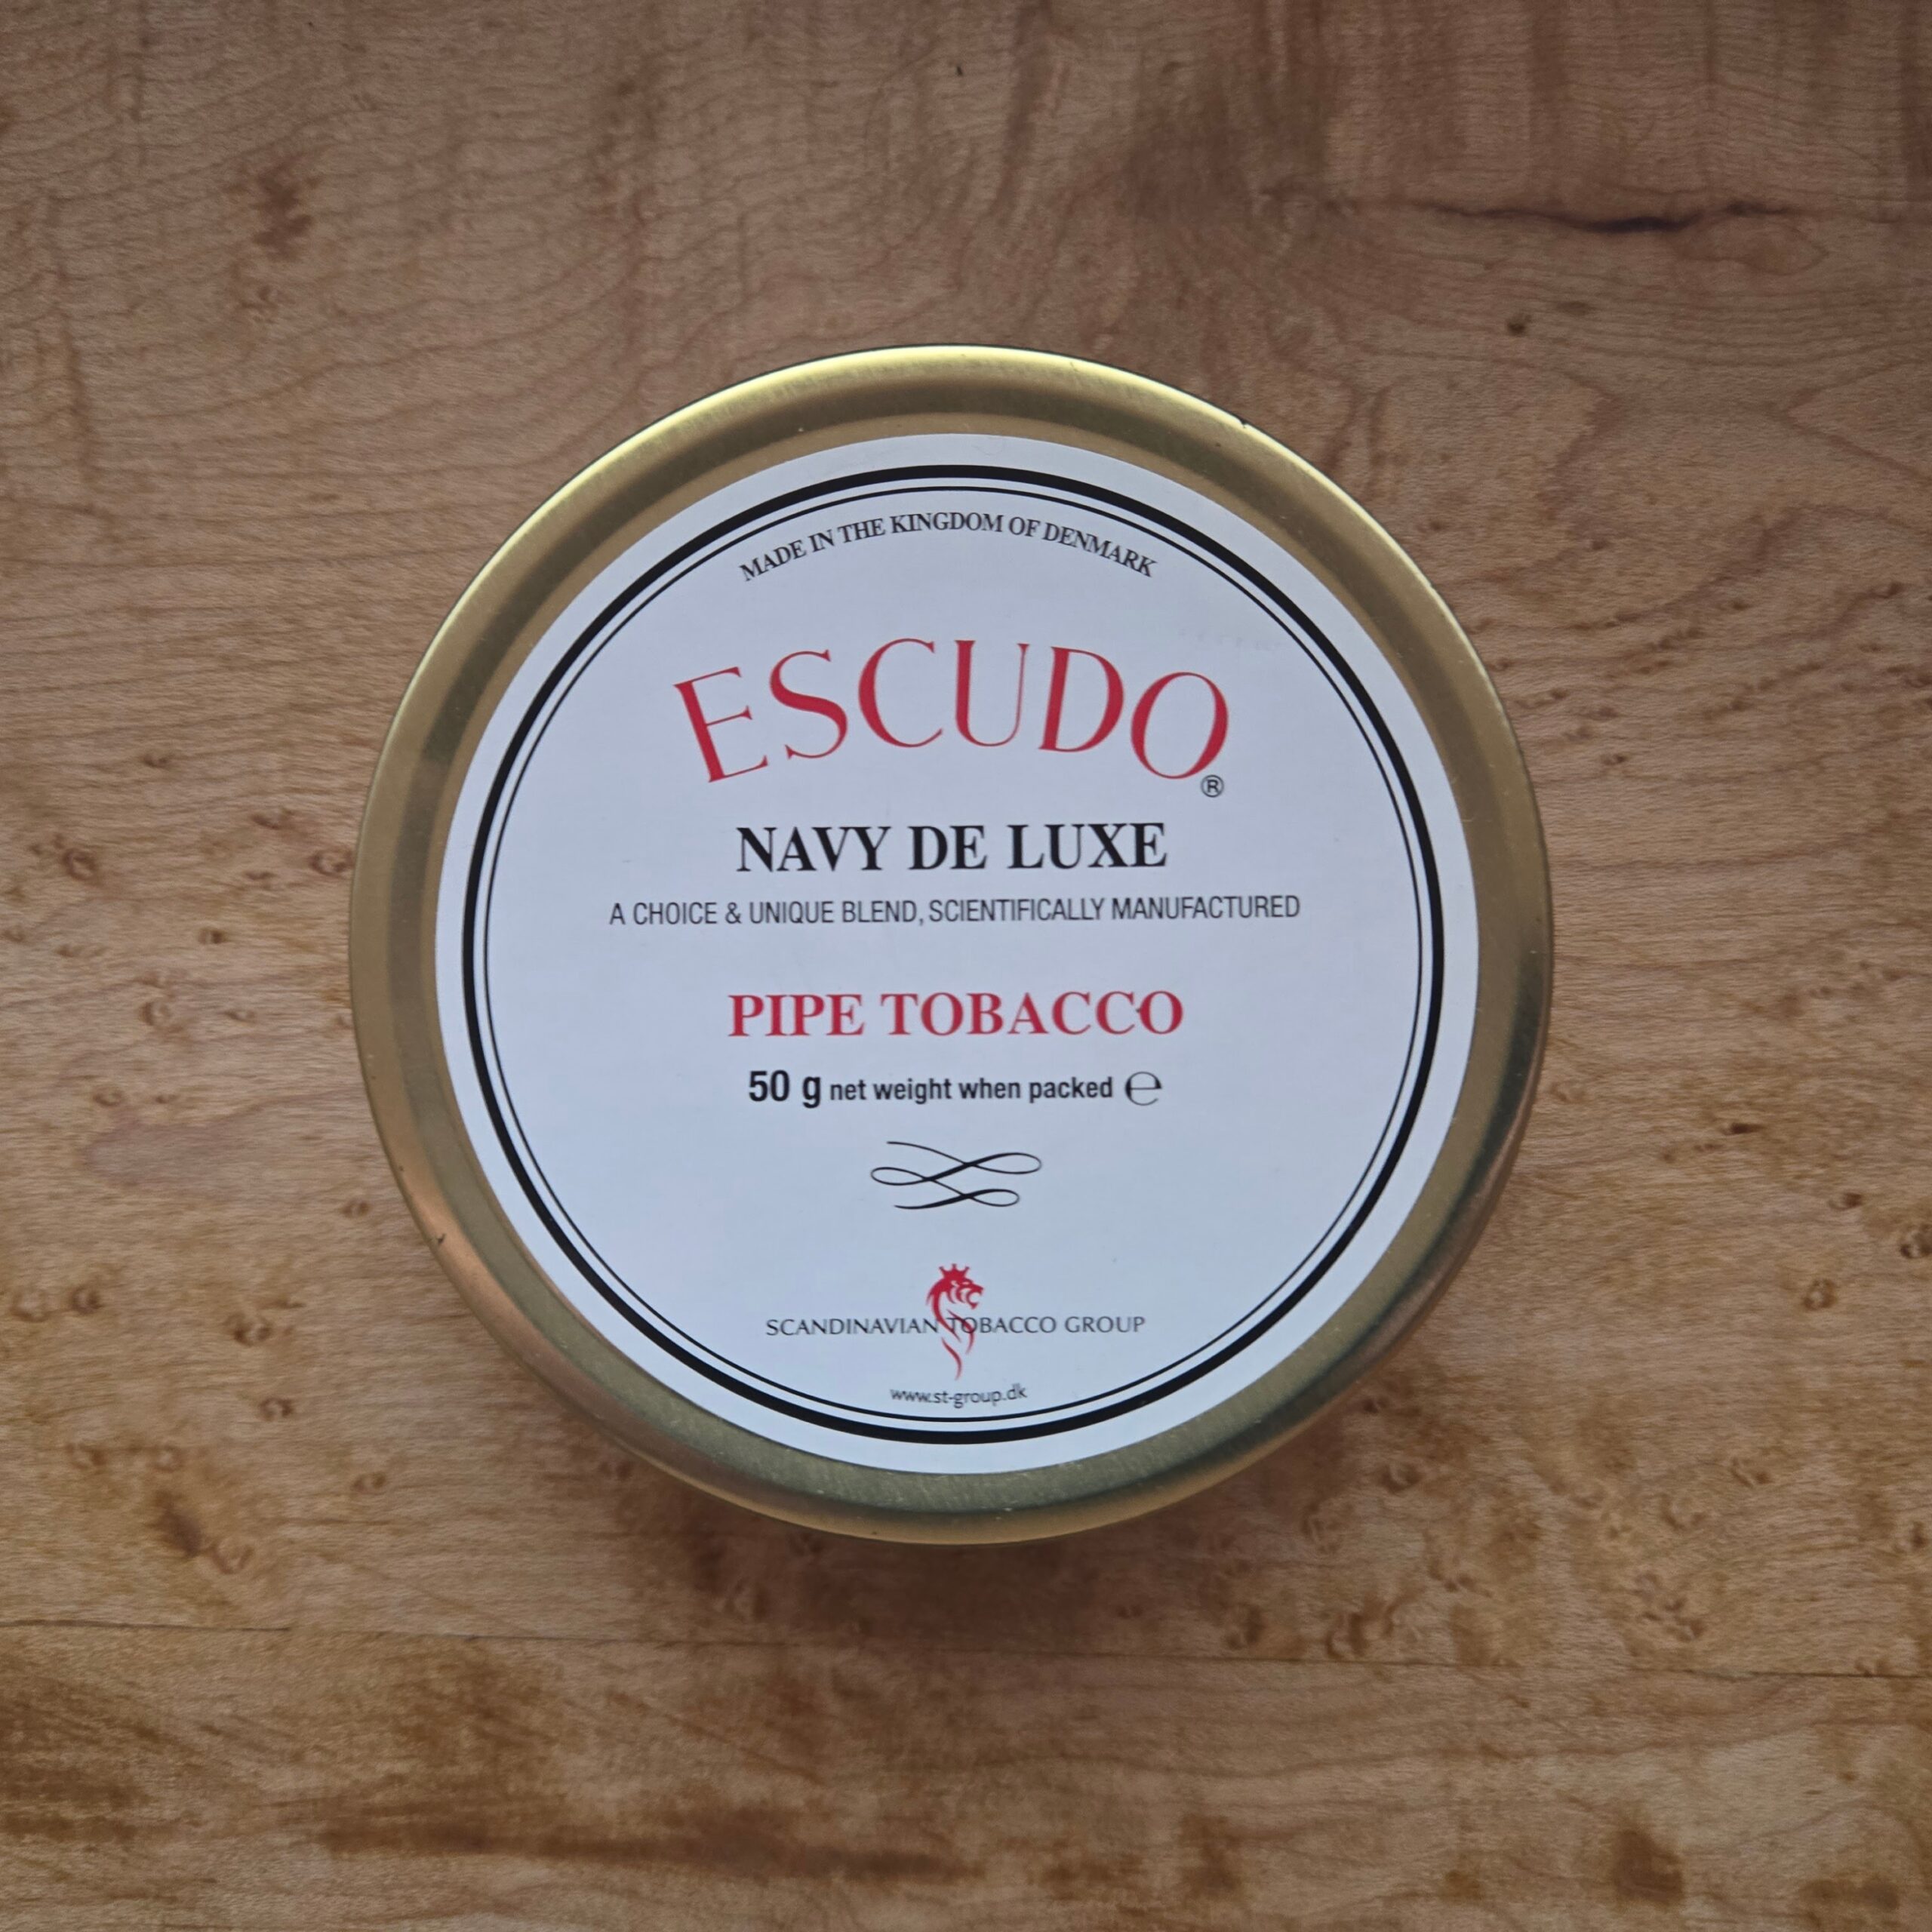 MADE IN THE KINGDOM OF DENMARK
ESCUDO®
NAVY DE LUXE
A CHOICE & UNIQUE BLEND, SCIENTIFICALLY MANUFACTURED
PIPE TOBACCO
50 g net weight when packed ℮
SCANDINAVIAN TOBACCO GROUP
www.st-group.dk